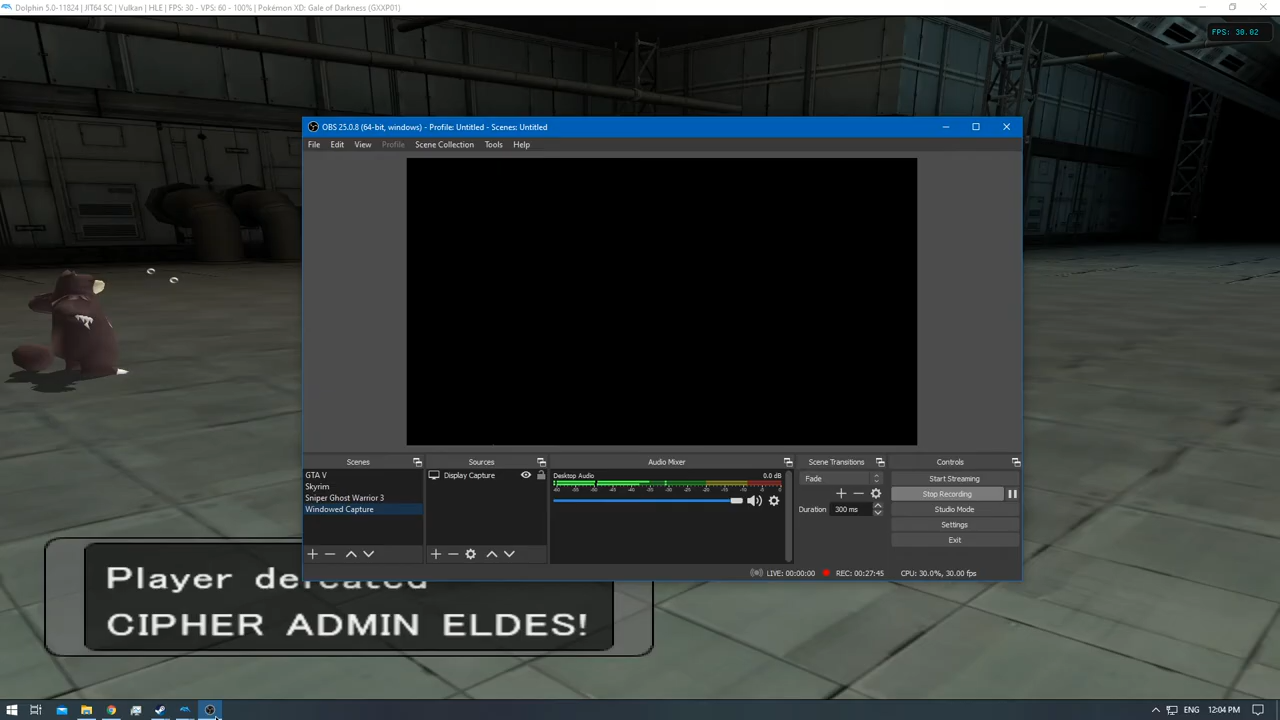 Dolphin 5.0-11824 | JIT64 SC | Vulkan | HLE | FPS: 30 - VPS: 60 - 100% | Pokémon XD: Gale of Darkness (GXXP01)
FPS: 30.02
OBS 25.0.8 (64-bit, windows) - Profile: Untitled - Scenes: Untitled
File Edit View Profile Scene Collection Tools Help
Scenes
GTA V
Skyrim
Sniper Ghost Warrior 3
Windowed Capture
Sources
Display Capture
Audio Mixer
Desktop Audio 0.0 dB
Scene Transitions
Fade
Duration 300 ms
Controls
Start Streaming
Stop Recording
Studio Mode
Settings
Exit
LIVE: 00:00:00 REC: 00:27:45 CPU: 30.0%, 30.00 fps
Player defeated
CIPHER ADMIN ELDES!
ENG 12:04 PM